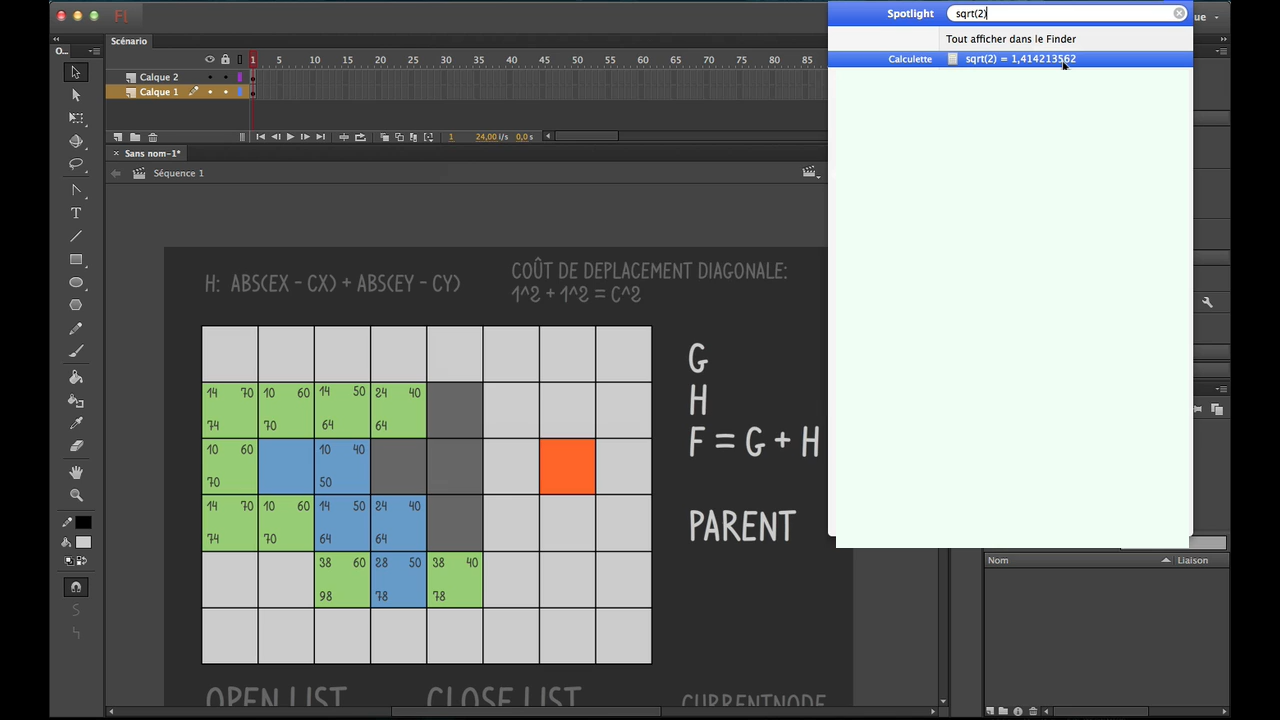 Fl
Spotlight
sqrt(2)
Tout afficher dans le Finder
Calculette
sqrt(2) = 1,414213562
que
O...
Scénario
1 5 10 15 20 25 30 35 40 45 50 55 60 65 70 75 80 85
Calque 2
Calque 1
1 24,00 i/s 0,0 s
Sans nom-1*
Séquence 1
H: ABS(EX - CX) + ABS(EY - CY)
COÛT DE DEPLACEMENT DIAGONALE:
1^2 + 1^2 = C^2
14 70 10 60 14 50 24 40
74 70 64 64
10 60 10 40
70 50
14 70 10 60 14 50 24 40
74 70 64 64
38 60 28 50 38 40
98 78 78
G
H
F = G + H
PARENT
OPEN LIST
CLOSE LIST
CURRENTNODE
Nom
Liaison